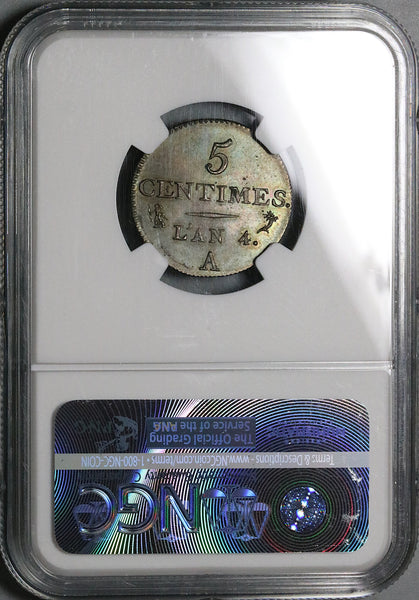 5
CENTIMES.
L'AN 4.
A
The Official Grading
Service of the ANA
PNG
Terms & Descriptions - www.NGCcoin.com/terms • 1-800-NGC-COIN
NGC